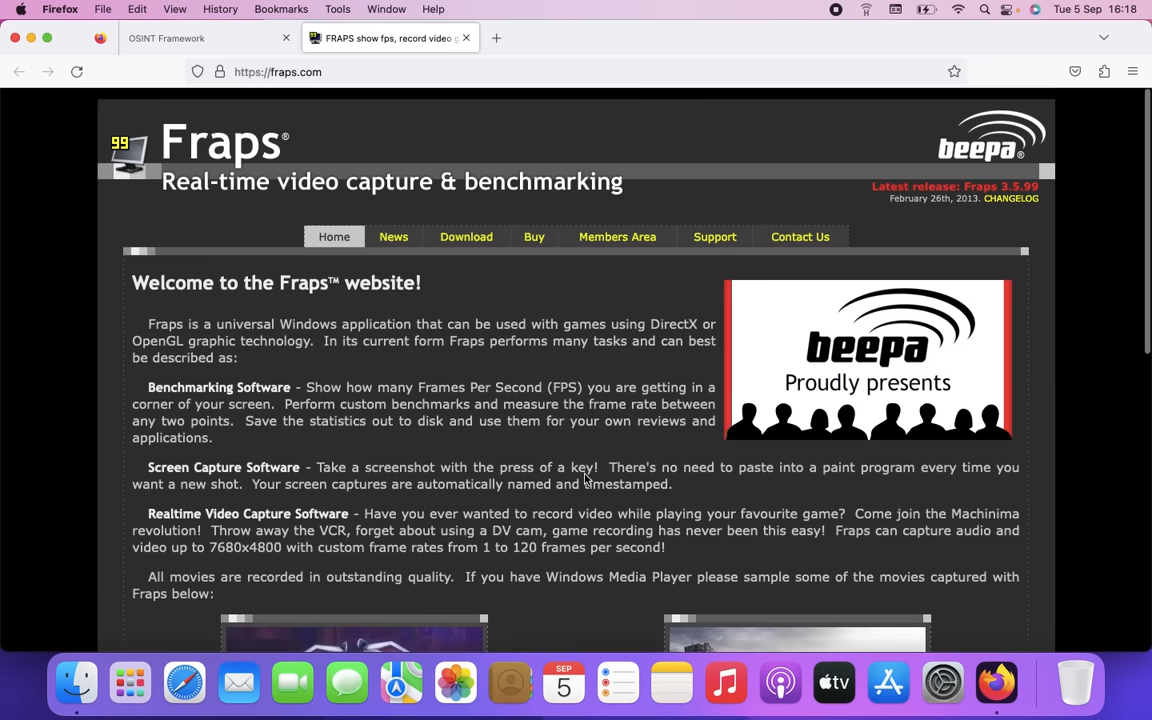 Firefox File Edit View History Bookmarks Tools Window Help Tue 5 Sep 16:18
OSINT Framework FRAPS show fps, record video g
https://fraps.com
99 Fraps® beepa®
Real-time video capture & benchmarking
Latest release: Fraps 3.5.99
February 26th, 2013. CHANGELOG
Home News Download Buy Members Area Support Contact Us
Welcome to the Fraps™ website!
Fraps is a universal Windows application that can be used with games using DirectX or
OpenGL graphic technology. In its current form Fraps performs many tasks and can best
be described as:
beepa
Proudly presents
Benchmarking Software - Show how many Frames Per Second (FPS) you are getting in a
corner of your screen. Perform custom benchmarks and measure the frame rate between
any two points. Save the statistics out to disk and use them for your own reviews and
applications.
Screen Capture Software - Take a screenshot with the press of a key! There's no need to paste into a paint program every time you
want a new shot. Your screen captures are automatically named and timestamped.
Realtime Video Capture Software - Have you ever wanted to record video while playing your favourite game? Come join the Machinima
revolution! Throw away the VCR, forget about using a DV cam, game recording has never been this easy! Fraps can capture audio and
video up to 7680x4800 with custom frame rates from 1 to 120 frames per second!
All movies are recorded in outstanding quality. If you have Windows Media Player please sample some of the movies captured with
Fraps below:
SEP
5
tv